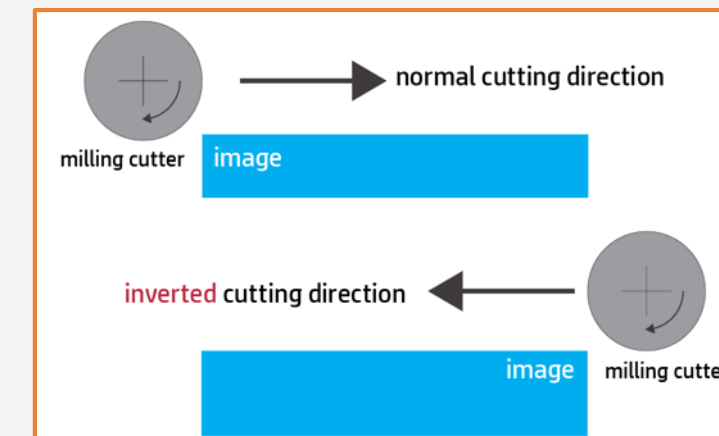 normal cutting direction
milling cutter
image
inverted cutting direction
image
milling cutte